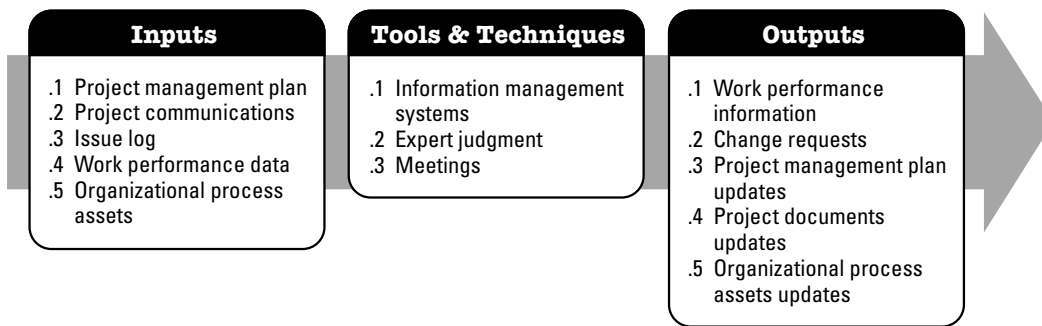 Inputs
.1 Project management plan
.2 Project communications
.3 Issue log
.4 Work performance data
.5 Organizational process
assets
Tools & Techniques
.1 Information management
systems
.2 Expert judgment
.3 Meetings
Outputs
.1 Work performance
information
.2 Change requests
.3 Project management plan
updates
.4 Project documents
updates
.5 Organizational process
assets updates